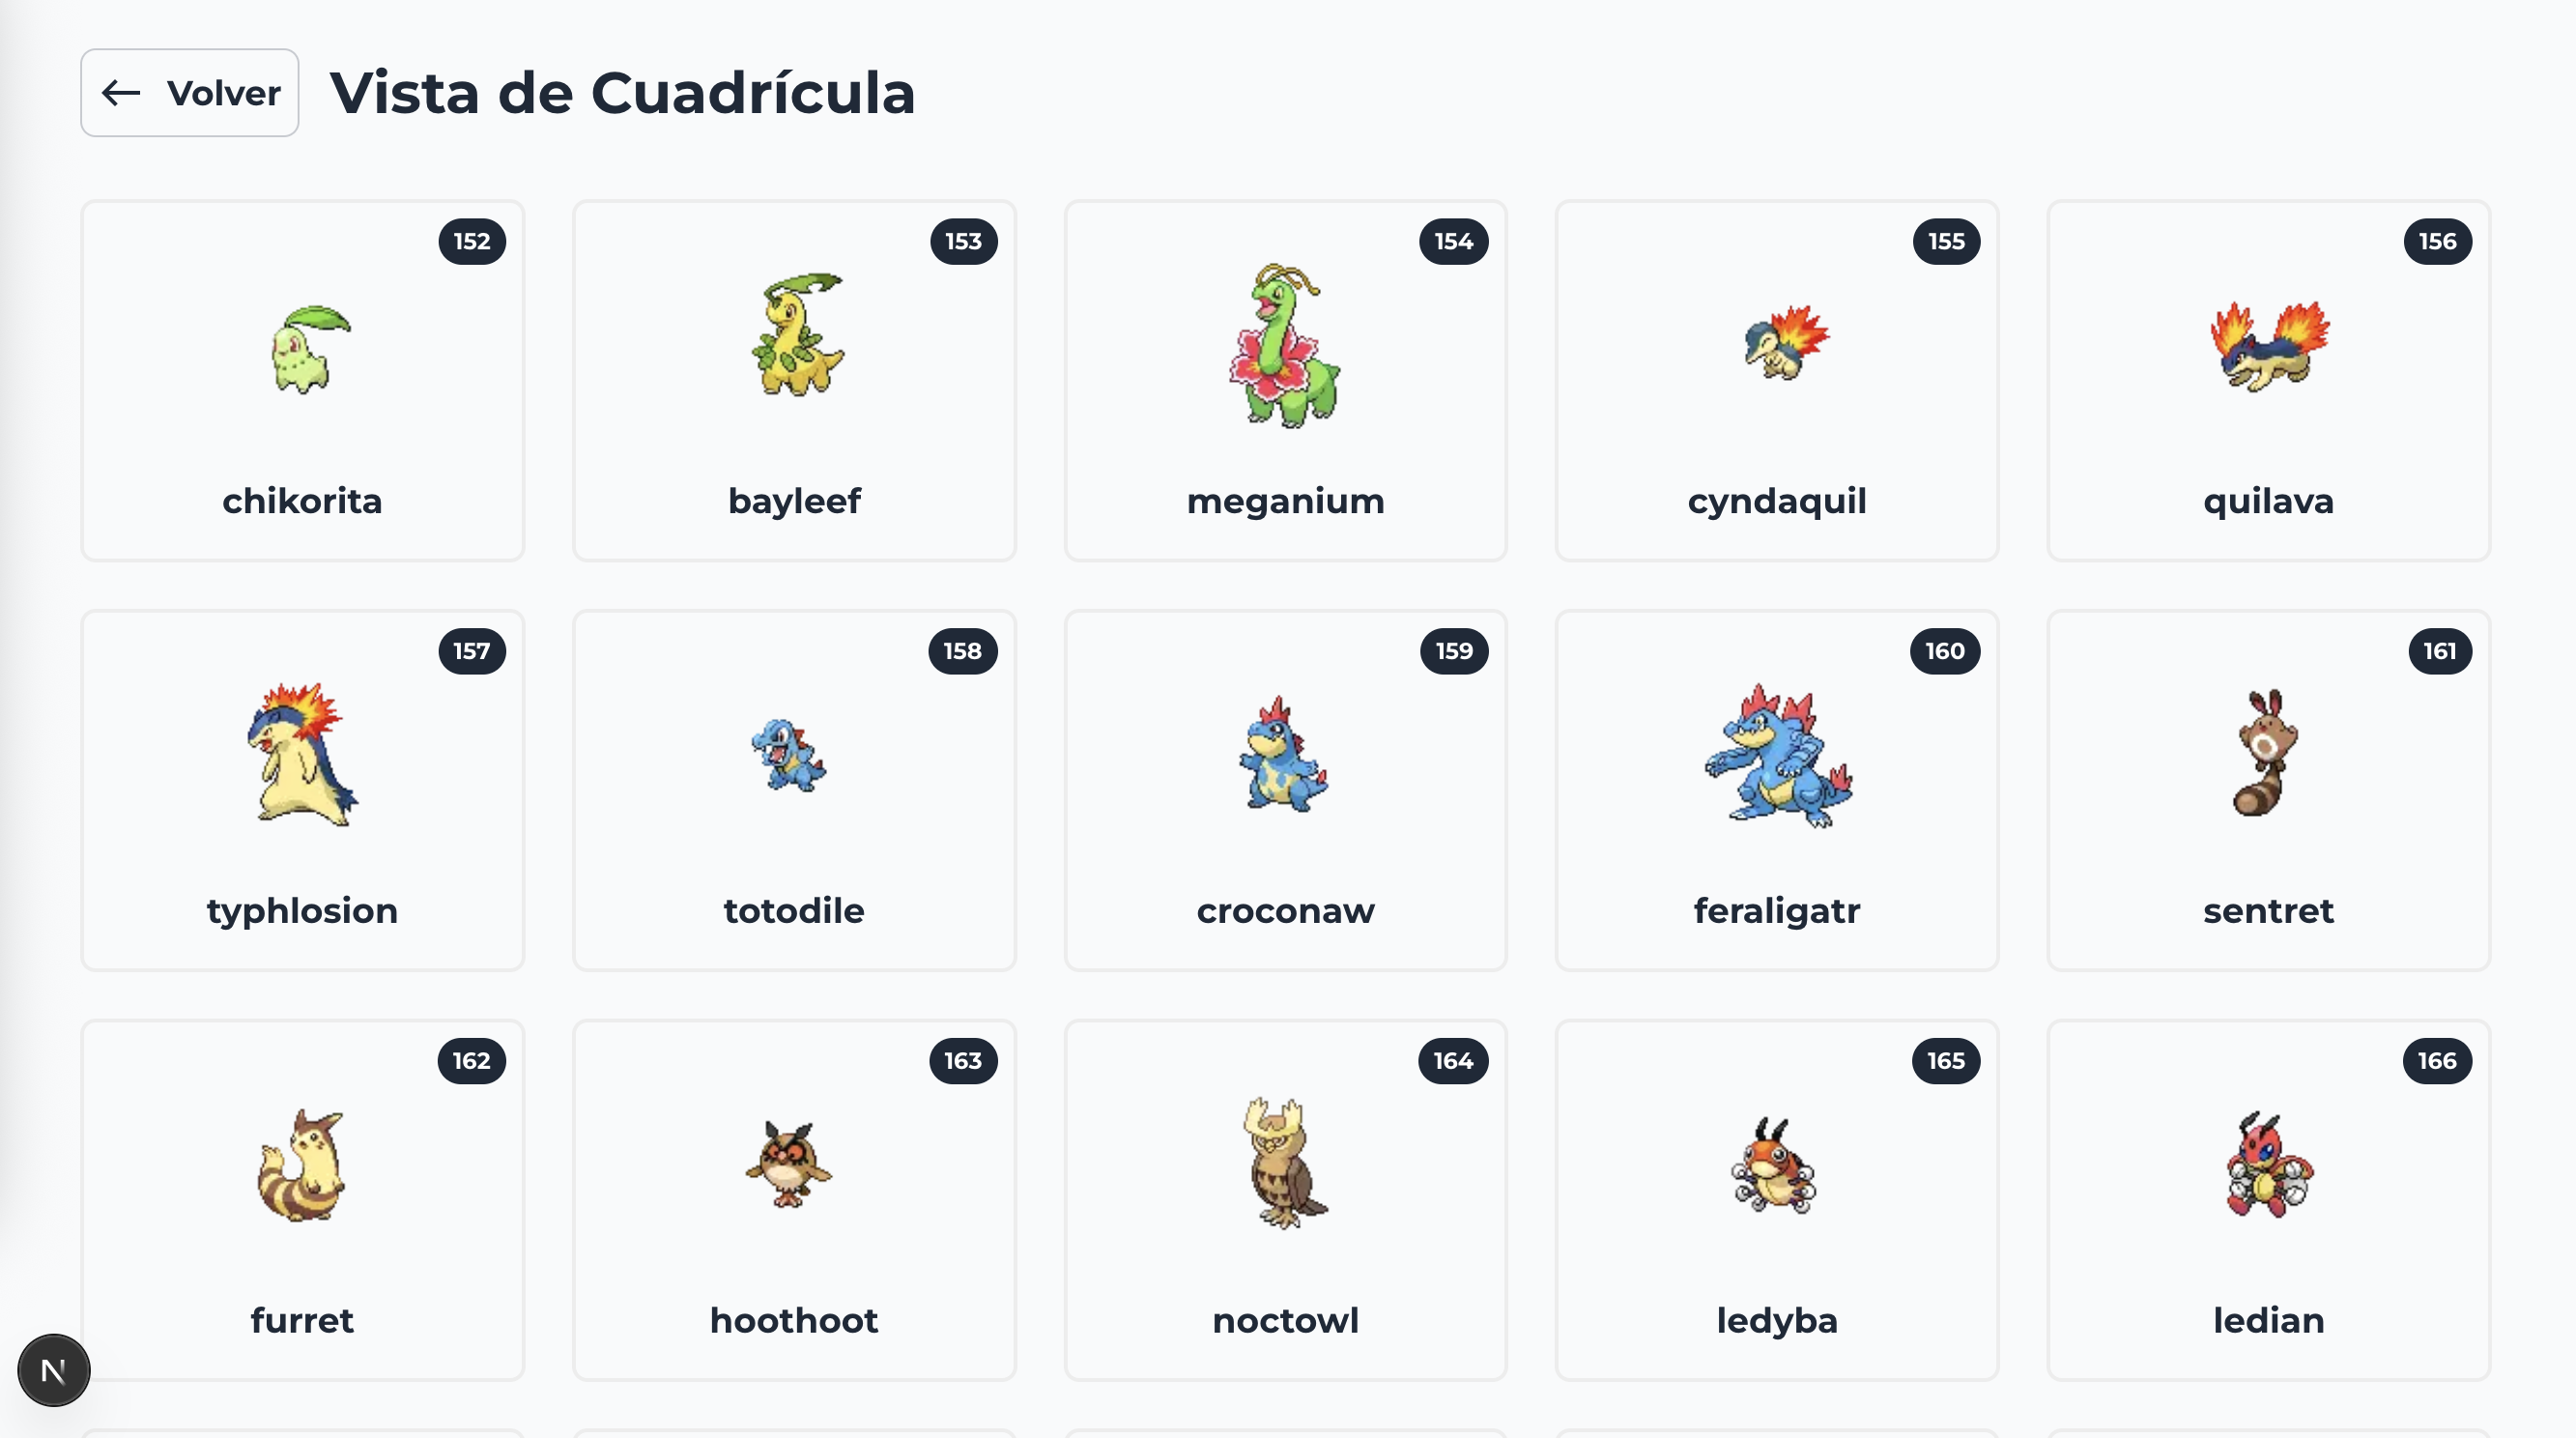 Volver
Vista de Cuadrícula
152
153
154
155
156
chikorita
bayleef
meganium
cyndaquil
quilava
157
158
159
160
161
typhlosion
totodile
croconaw
feraligatr
sentret
162
163
164
165
166
furret
hoothoot
noctowl
ledyba
ledian
N